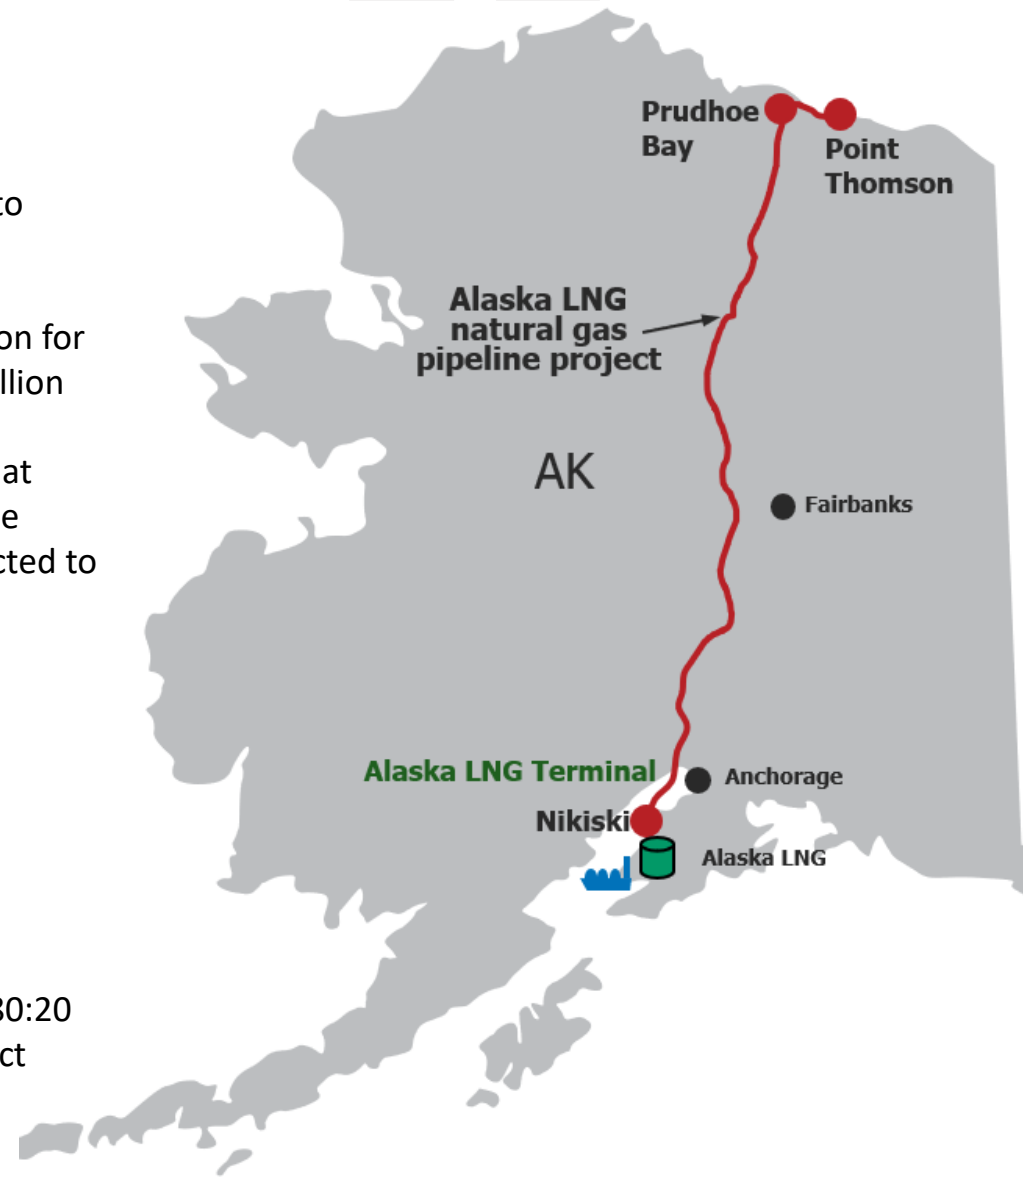 to
on for
llion
at
e
cted to
30:20
ct
Prudhoe
Bay
Point
Thomson
Alaska LNG
natural gas
pipeline project
AK
Fairbanks
Alaska LNG Terminal
Anchorage
Nikiski
Alaska LNG